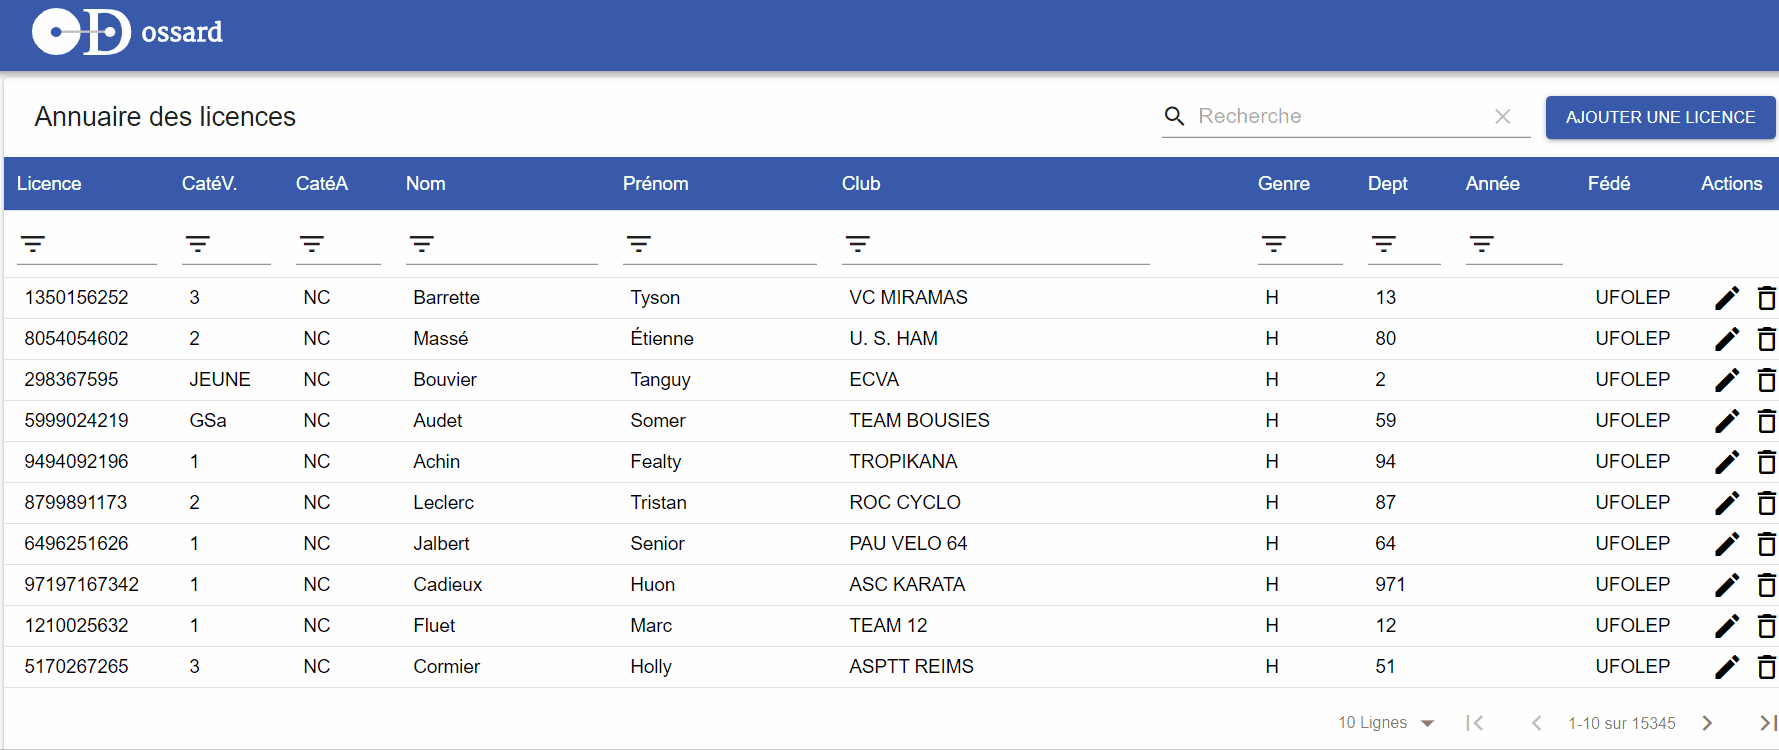 Dossard
Annuaire des licences Recherche AJOUTER UNE LICENCE
Licence CatéV. CatéA Nom Prénom Club Genre Dept Année Fédé Actions
1350156252 3 NC Barrette Tyson VC MIRAMAS H 13 UFOLEP
8054054602 2 NC Massé Étienne U. S. HAM H 80 UFOLEP
298367595 JEUNE NC Bouvier Tanguy ECVA H 2 UFOLEP
5999024219 GSa NC Audet Somer TEAM BOUSIES H 59 UFOLEP
9494092196 1 NC Achin Fealty TROPIKANA H 94 UFOLEP
8799891173 2 NC Leclerc Tristan ROC CYCLO H 87 UFOLEP
6496251626 1 NC Jalbert Senior PAU VELO 64 H 64 UFOLEP
97197167342 1 NC Cadieux Huon ASC KARATA H 971 UFOLEP
1210025632 1 NC Fluet Marc TEAM 12 H 12 UFOLEP
5170267265 3 NC Cormier Holly ASPTT REIMS H 51 UFOLEP
10 Lignes 1-10 sur 15345